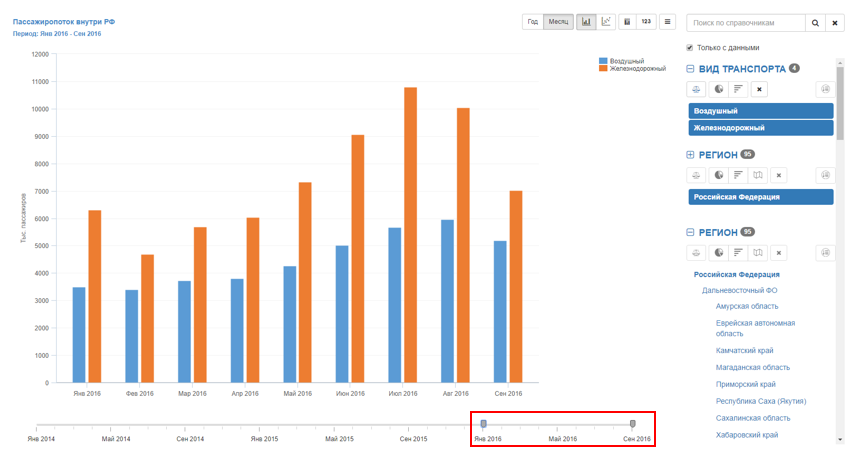 Пассажиропоток внутри РФ
Период: Янв 2016 - Сен 2016
Год Месяц 123
Воздушный
Железнодорожный
Тыс. пассажиров
12000
11000
10000
9000
8000
7000
6000
5000
4000
3000
2000
1000
0
Янв 2016 Фев 2016 Мар 2016 Апр 2016 Май 2016 Июн 2016 Июл 2016 Авг 2016 Сен 2016
Янв 2014 Май 2014 Сен 2014 Янв 2015 Май 2015 Сен 2015 Янв 2016 Май 2016 Сен 2016
Поиск по справочникам
Только с данными
ВИД ТРАНСПОРТА 4
Воздушный
Железнодорожный
РЕГИОН 95
Российская Федерация
РЕГИОН 95
Российская Федерация
Дальневосточный ФО
Амурская область
Еврейская автономная
область
Камчатский край
Магаданская область
Приморский край
Республика Саха (Якутия)
Сахалинская область
Хабаровский край